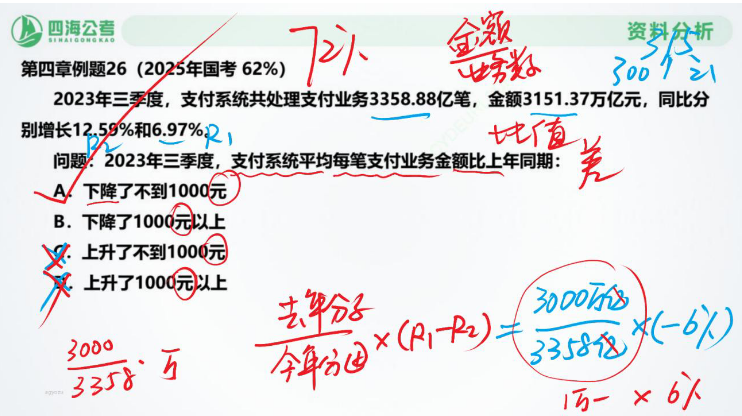 四海公考
SIHAIGONGKAO
资料分析
72%
金额
业务数
315
300 / 21
第四章例题26（2025年国考 62%）
2023年三季度，支付系统共处理支付业务3358.88亿笔，金额3151.37万亿元，同比分
别增长12.59%和6.97%。
R2
R1
比值
差
问题：2023年三季度，支付系统平均每笔支付业务金额比上年同期：
A．下降了不到1000元
B．下降了1000元以上
C．上升了不到1000元
D．上升了1000元以上
去年分子
今年分母
×(R1-R2)
=
3000万亿
3358亿
×(-6%)
3000
3358
·万
万 × 6%